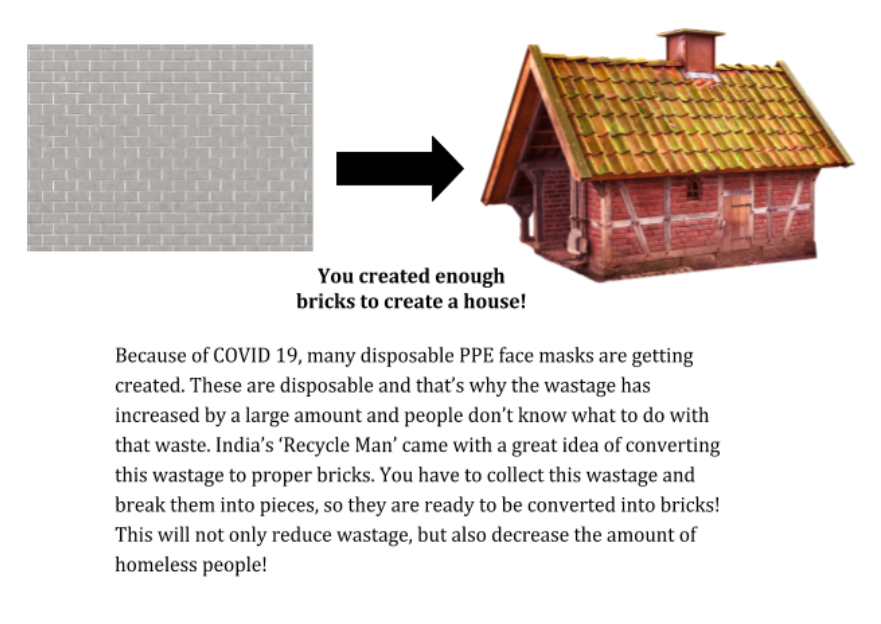 You created enough
bricks to create a house!
Because of COVID 19, many disposable PPE face masks are getting
created. These are disposable and that’s why the wastage has
increased by a large amount and people don’t know what to do with
that waste. India’s ‘Recycle Man’ came with a great idea of converting
this wastage to proper bricks. You have to collect this wastage and
break them into pieces, so they are ready to be converted into bricks!
This will not only reduce wastage, but also decrease the amount of
homeless people!